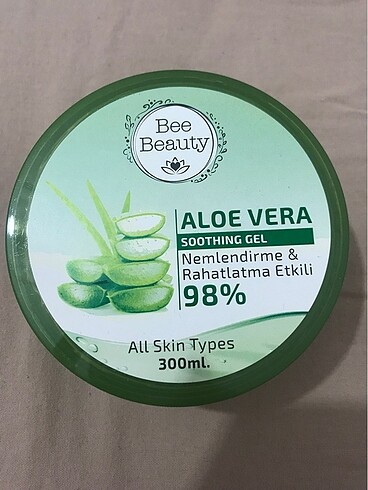 Bee
Beauty
ALOE VERA
SOOTHING GEL
Nemlendirme &
Rahatlatma Etkili
98%
All Skin Types
300ml.